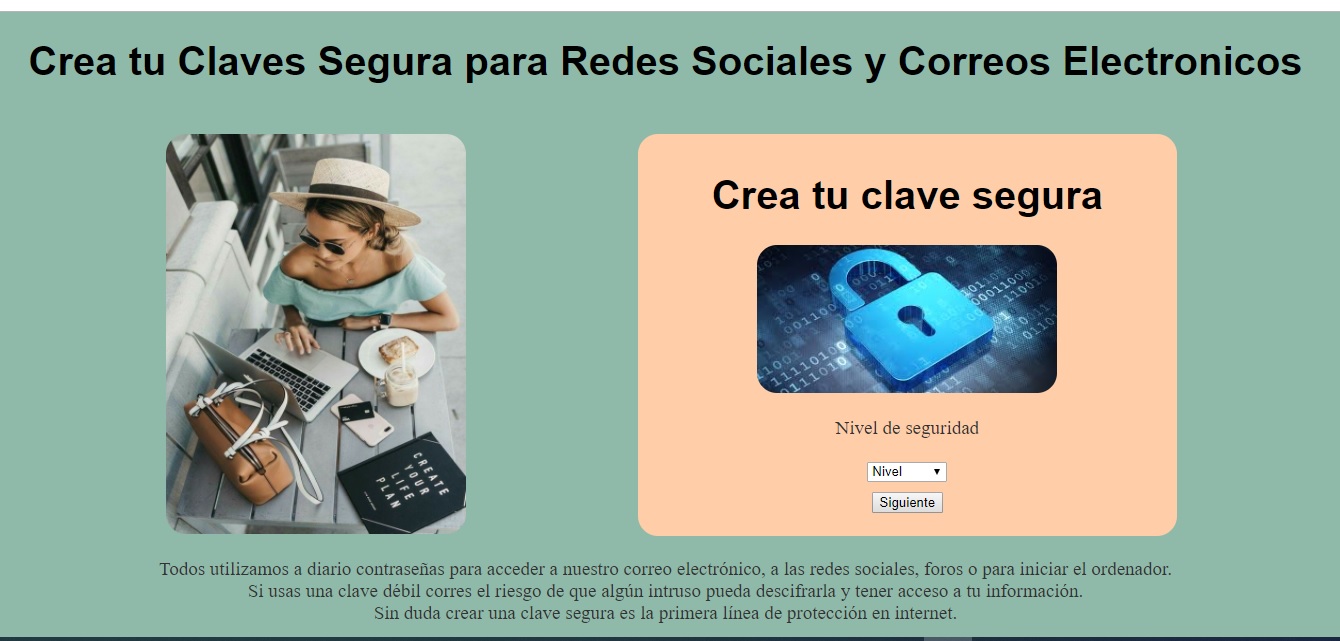 Crea tu Claves Segura para Redes Sociales y Correos Electronicos
CREATE
YOUR
LIFE
PLAN
Crea tu clave segura
Nivel de seguridad
Nivel
Siguiente
Todos utilizamos a diario contraseñas para acceder a nuestro correo electrónico, a las redes sociales, foros o para iniciar el ordenador.
Si usas una clave débil corres el riesgo de que algún intruso pueda descifrarla y tener acceso a tu información.
Sin duda crear una clave segura es la primera línea de protección en internet.